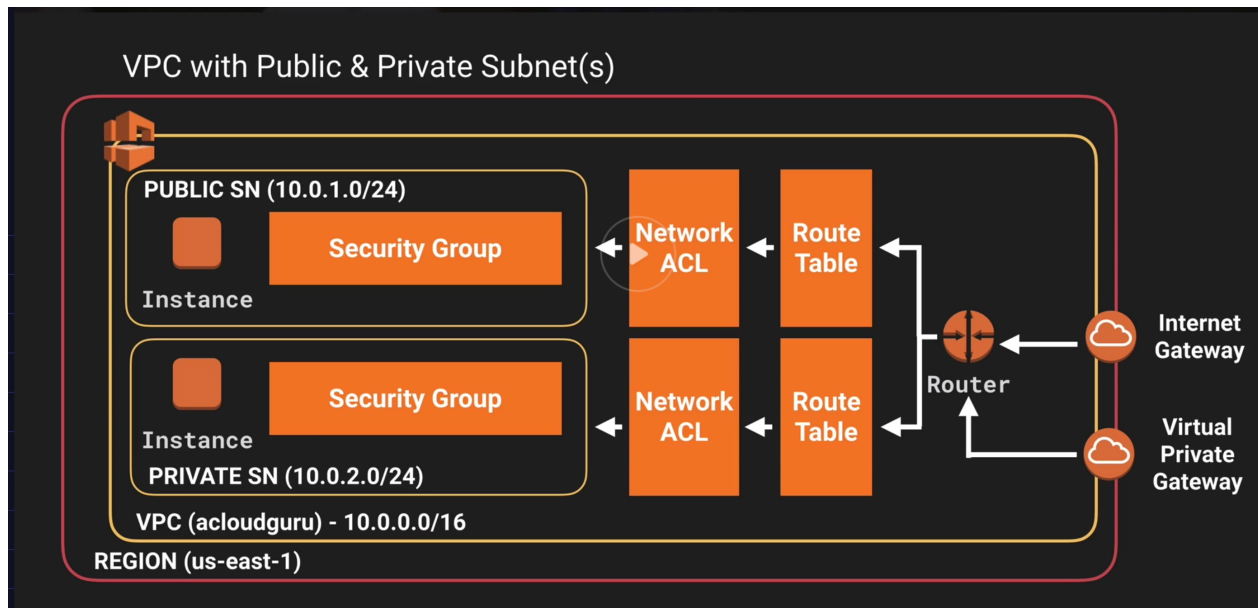 VPC with Public & Private Subnet(s)
PUBLIC SN (10.0.1.0/24)
Instance
Security Group
Network
ACL
Route
Table
Instance
Security Group
PRIVATE SN (10.0.2.0/24)
Network
ACL
Route
Table
Router
Internet
Gateway
Virtual
Private
Gateway
VPC (acloudguru) - 10.0.0.0/16
REGION (us-east-1)